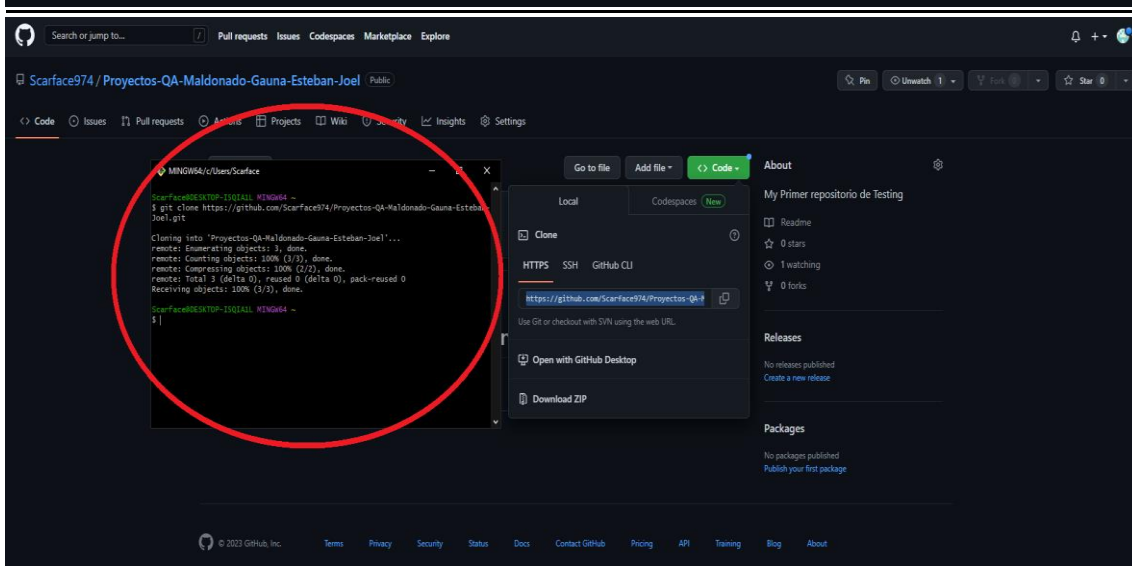 Search or jump to...
/
Pull requests Issues Codespaces Marketplace Explore
Scarface974 / Proyectos-QA-Maldonado-Gauna-Esteban-Joel Public
Pin
Unwatch 1
Fork 0
Star 0
Code Issues Pull requests Actions Projects Wiki Security Insights Settings
MINGW64:/c/Users/Scarface
Scarface@DESKTOP-ISQIA1L MINGW64 ~
$ git clone https://github.com/Scarface974/Proyectos-QA-Maldonado-Gauna-Esteban-
Joel.git
Cloning into 'Proyectos-QA-Maldonado-Gauna-Esteban-Joel'...
remote: Enumerating objects: 3, done.
remote: Counting objects: 100% (3/3), done.
remote: Compressing objects: 100% (2/2), done.
remote: Total 3 (delta 0), reused 0 (delta 0), pack-reused 0
Receiving objects: 100% (3/3), done.
Scarface@DESKTOP-ISQIA1L MINGW64 ~
$
Go to file Add file Code
Local Codespaces New
Clone
HTTPS SSH GitHub CLI
https://github.com/Scarface974/Proyectos-QA-M
Use Git or checkout with SVN using the web URL.
Open with GitHub Desktop
Download ZIP
About
My Primer repositorio de Testing
Readme
0 stars
1 watching
0 forks
Releases
No releases published
Create a new release
Packages
No packages published
Publish your first package
© 2023 GitHub, Inc. Terms Privacy Security Status Docs Contact GitHub Pricing API Training Blog About